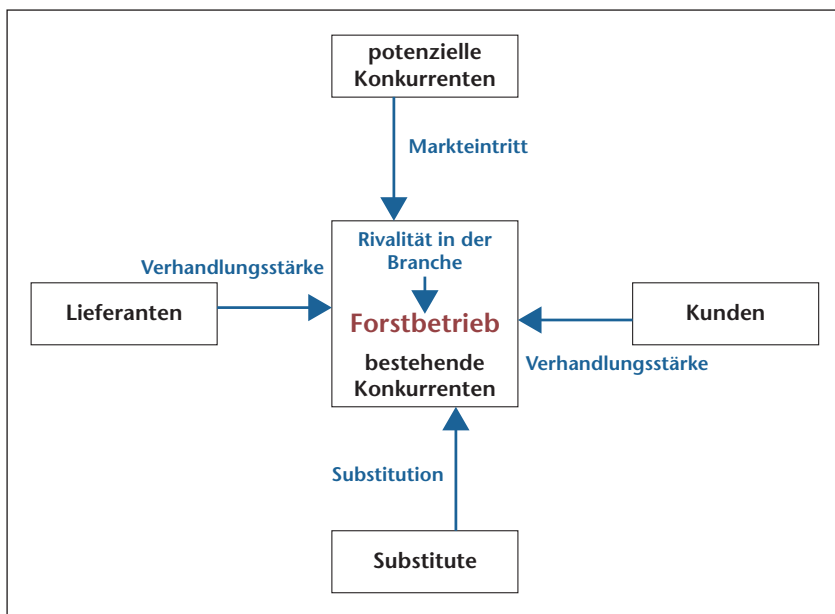 potenzielle
Konkurrenten
Markteintritt
Rivalität in der
Branche
Verhandlungsstärke
Lieferanten
Forstbetrieb
Kunden
bestehende
Konkurrenten
Verhandlungsstärke
Substitution
Substitute